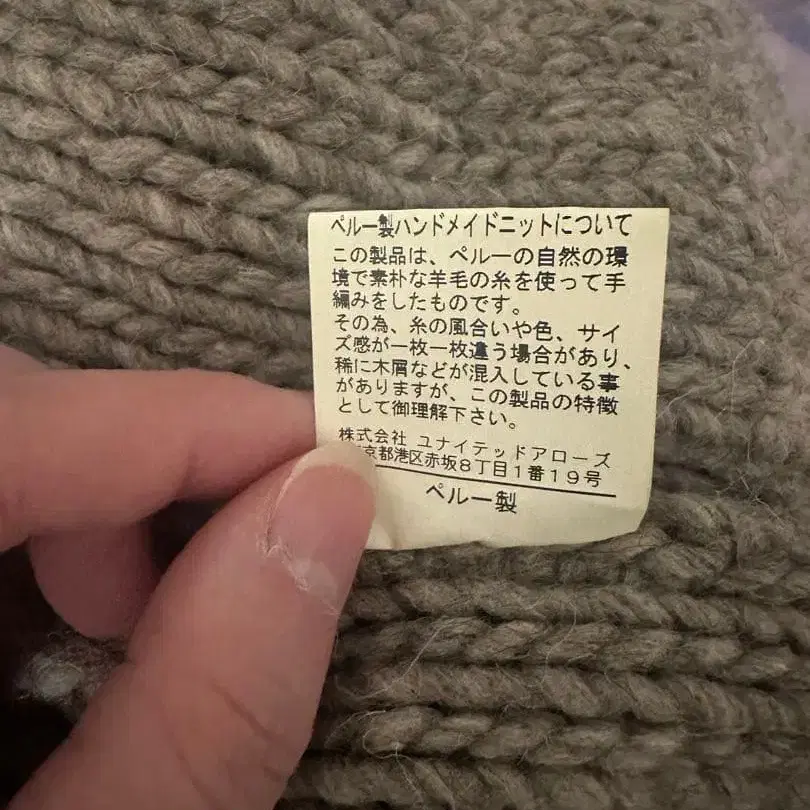 ペルー製ハンドメイドニットについて
この製品は、ペルーの自然の環
境で素朴な羊毛の糸を使って手
編みをしたものです。
その為、糸の風合いや色、サイ
ズ感が一枚一枚違う場合があり、
稀に木屑などが混入している事
がありますが、この製品の特徴
として御理解下さい。
株式会社 ユナイテッドアローズ
京都港区赤坂8丁目1番19号
ペルー製